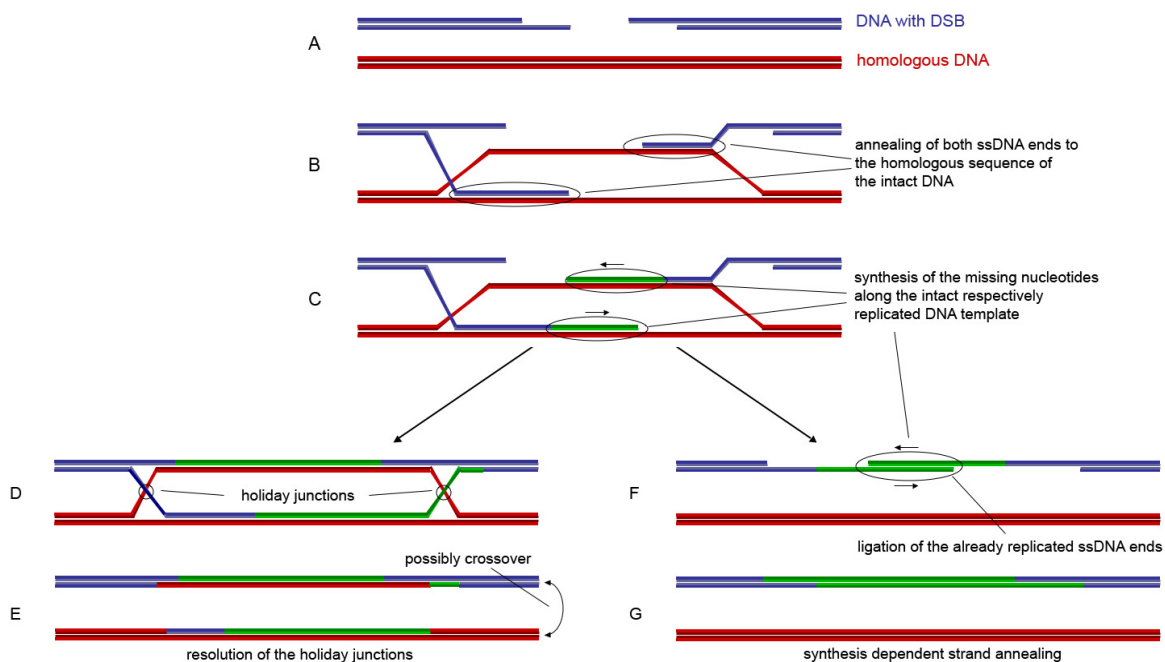 A
DNA with DSB
homologous DNA
B
annealing of both ssDNA ends to
the homologous sequence of
the intact DNA
C
synthesis of the missing nucleotides
along the intact respectively
replicated DNA template
D
holiday junctions
E
possibly crossover
resolution of the holiday junctions
F
ligation of the already replicated ssDNA ends
G
synthesis dependent strand annealing